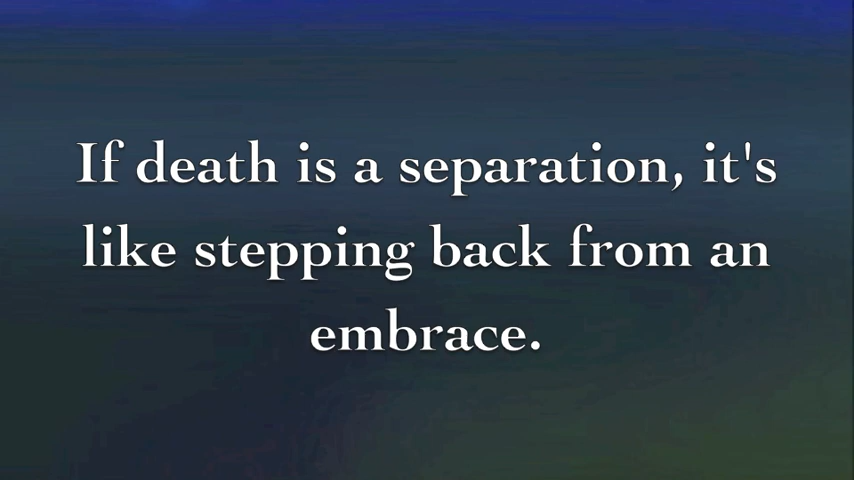 If death is a separation, it's
like stepping back from an
embrace.